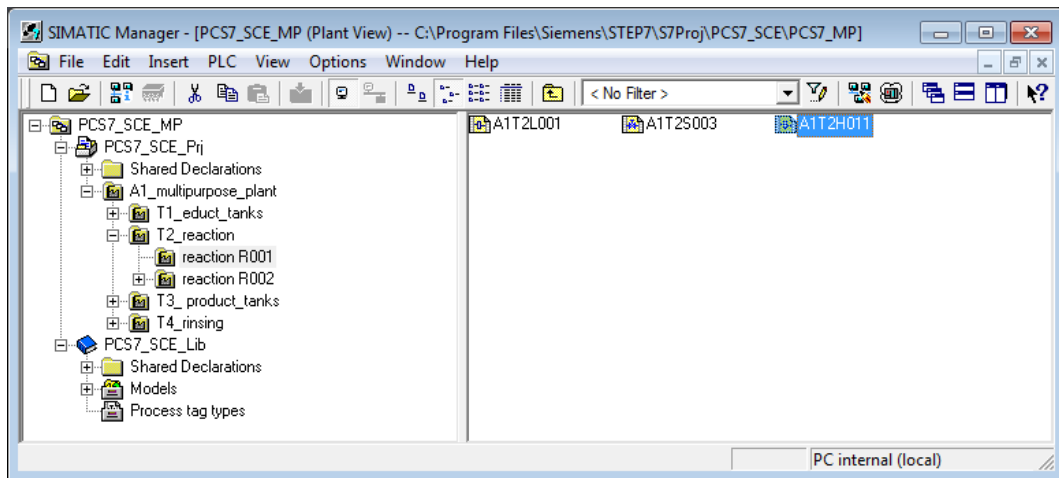 SIMATIC Manager - [PCS7_SCE_MP (Plant View) -- C:\Program Files\Siemens\STEP7\S7Proj\PCS7_SCE\PCS7_MP]
File Edit Insert PLC View Options Window Help
< No Filter >
PCS7_SCE_MP
PCS7_SCE_Prj
Shared Declarations
A1_multipurpose_plant
T1_educt_tanks
T2_reaction
reaction R001
reaction R002
T3_ product_tanks
T4_rinsing
PCS7_SCE_Lib
Shared Declarations
Models
Process tag types
A1T2L001 A1T2S003 A1T2H011
PC internal (local)